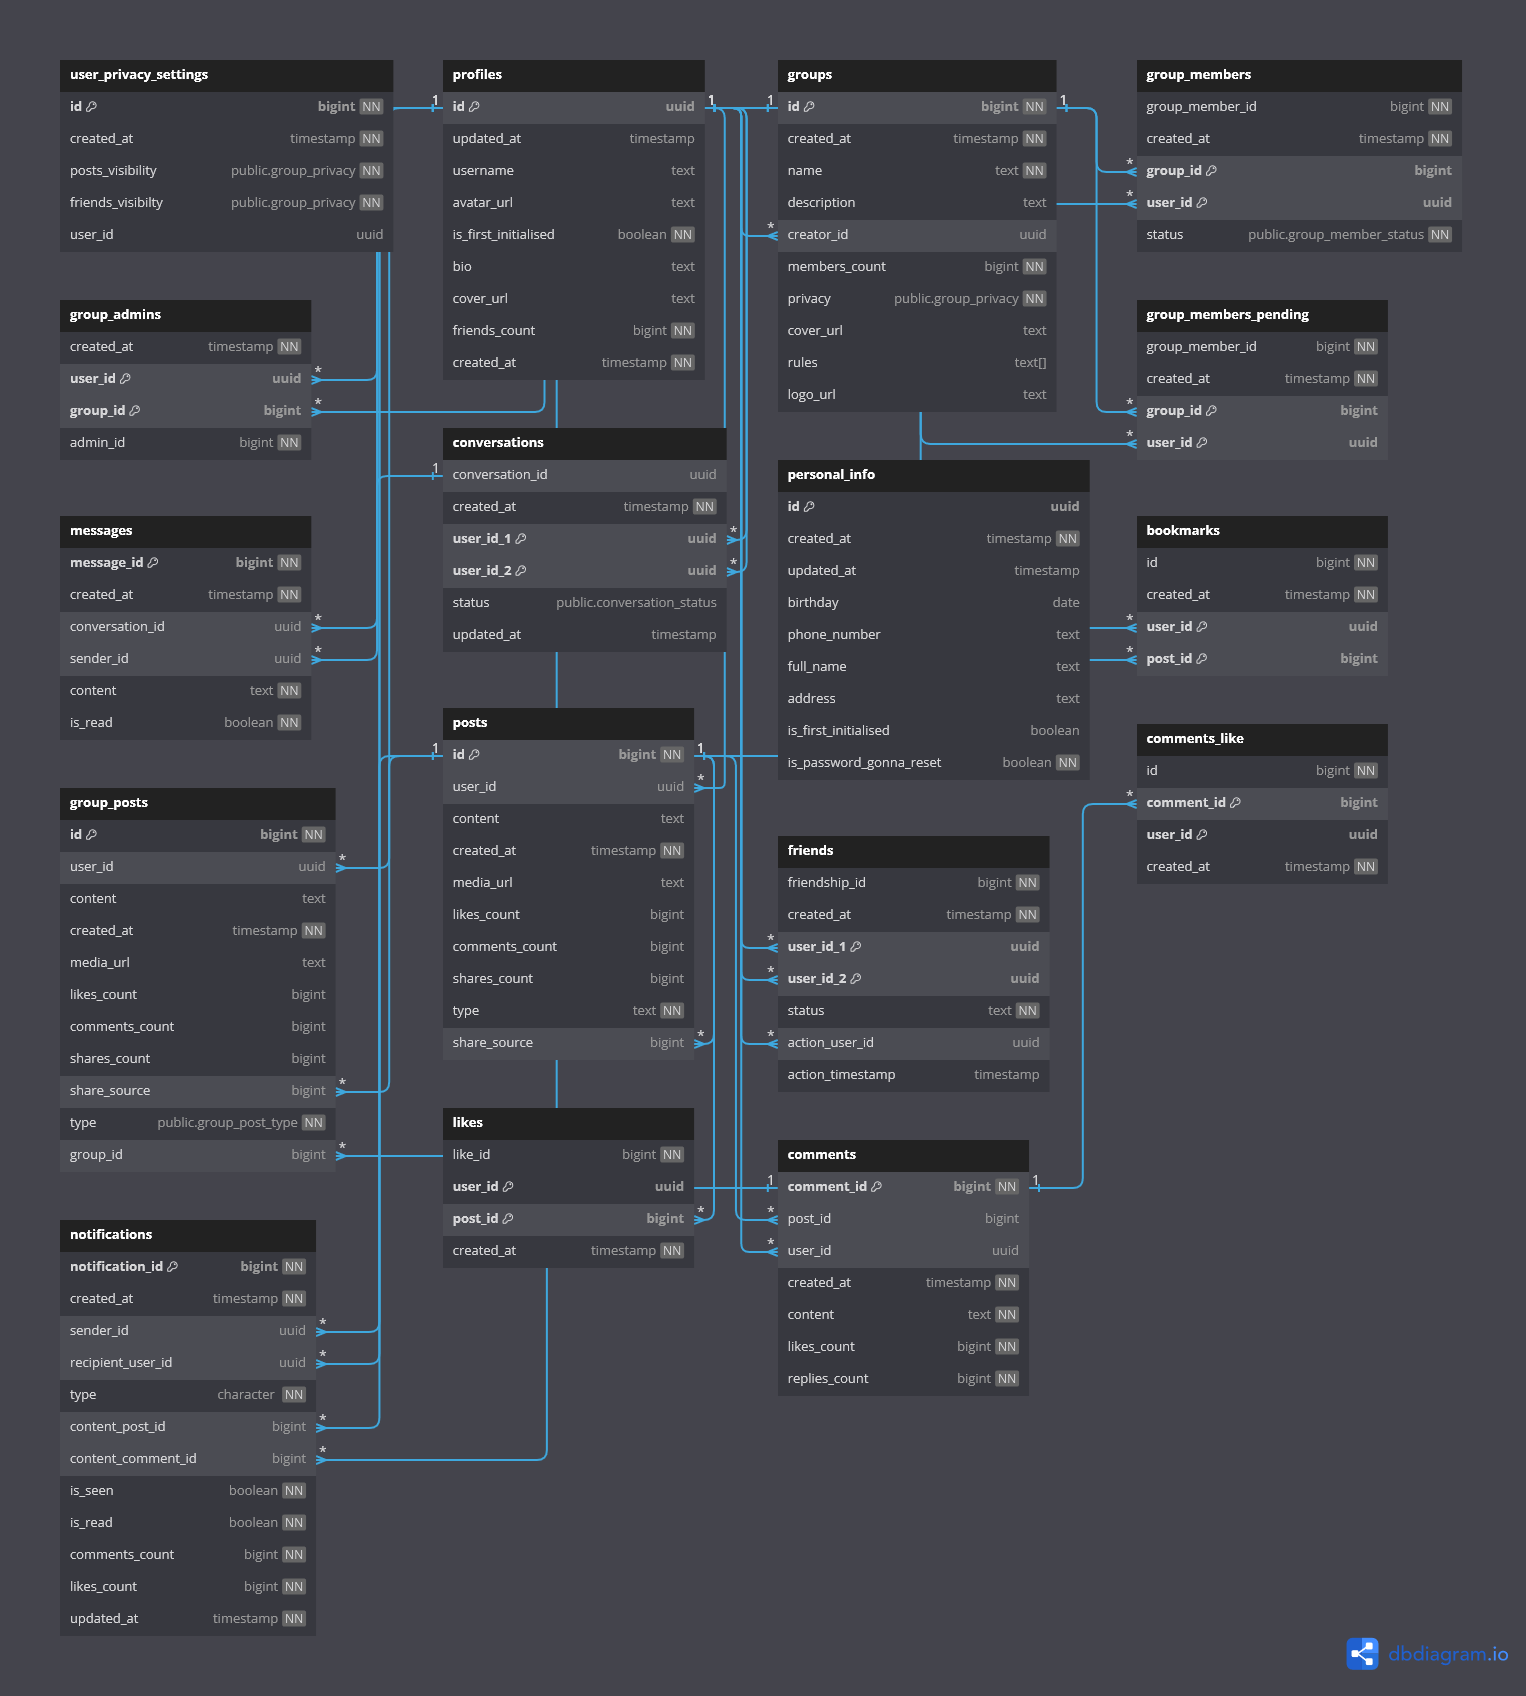 user_privacy_settings
id bigint NN
created_at timestamp NN
posts_visibility public.group_privacy NN
friends_visibilty public.group_privacy NN
user_id uuid
group_admins
created_at timestamp NN
user_id uuid *
group_id bigint *
admin_id bigint NN
messages
message_id bigint NN
created_at timestamp NN
conversation_id uuid *
sender_id uuid *
content text NN
is_read boolean NN
group_posts
id bigint NN
user_id uuid *
content text
created_at timestamp NN
media_url text
likes_count bigint
comments_count bigint
shares_count bigint
share_source bigint *
type public.group_post_type NN
group_id bigint *
notifications
notification_id bigint NN
created_at timestamp NN
sender_id uuid *
recipient_user_id uuid *
type character NN
content_post_id bigint *
content_comment_id bigint *
is_seen boolean NN
is_read boolean NN
comments_count bigint NN
likes_count bigint NN
updated_at timestamp NN
profiles
1 id uuid 1
updated_at timestamp
username text
avatar_url text
is_first_initialised boolean NN
bio text
cover_url text
friends_count bigint NN
created_at timestamp NN
conversations
1 conversation_id uuid
created_at timestamp NN
user_id_1 uuid *
user_id_2 uuid *
status public.conversation_status
updated_at timestamp
posts
1 id bigint NN 1
user_id uuid *
content text
created_at timestamp NN
media_url text
likes_count bigint
comments_count bigint
shares_count bigint
type text NN
share_source bigint *
likes
like_id bigint NN
user_id uuid
post_id bigint *
created_at timestamp NN
groups
1 id bigint NN 1
created_at timestamp NN
name text NN
description text
* creator_id uuid
members_count bigint NN
privacy public.group_privacy NN
cover_url text
rules text[]
logo_url text
personal_info
id uuid
created_at timestamp NN
updated_at timestamp
birthday date
phone_number text
full_name text
address text
is_first_initialised boolean
is_password_gonna_reset boolean NN
friends
friendship_id bigint NN
created_at timestamp NN
* user_id_1 uuid
* user_id_2 uuid
status text NN
* action_user_id uuid
action_timestamp timestamp
comments
1 comment_id bigint NN 1
* post_id bigint
* user_id uuid
created_at timestamp NN
content text NN
likes_count bigint NN
replies_count bigint NN
group_members
group_member_id bigint NN
created_at timestamp NN
* group_id bigint
* user_id uuid
status public.group_member_status NN
group_members_pending
group_member_id bigint NN
created_at timestamp NN
* group_id bigint
* user_id uuid
bookmarks
id bigint NN
created_at timestamp NN
* user_id uuid
* post_id bigint
comments_like
id bigint NN
* comment_id bigint
user_id uuid
created_at timestamp NN
dbdiagram.io